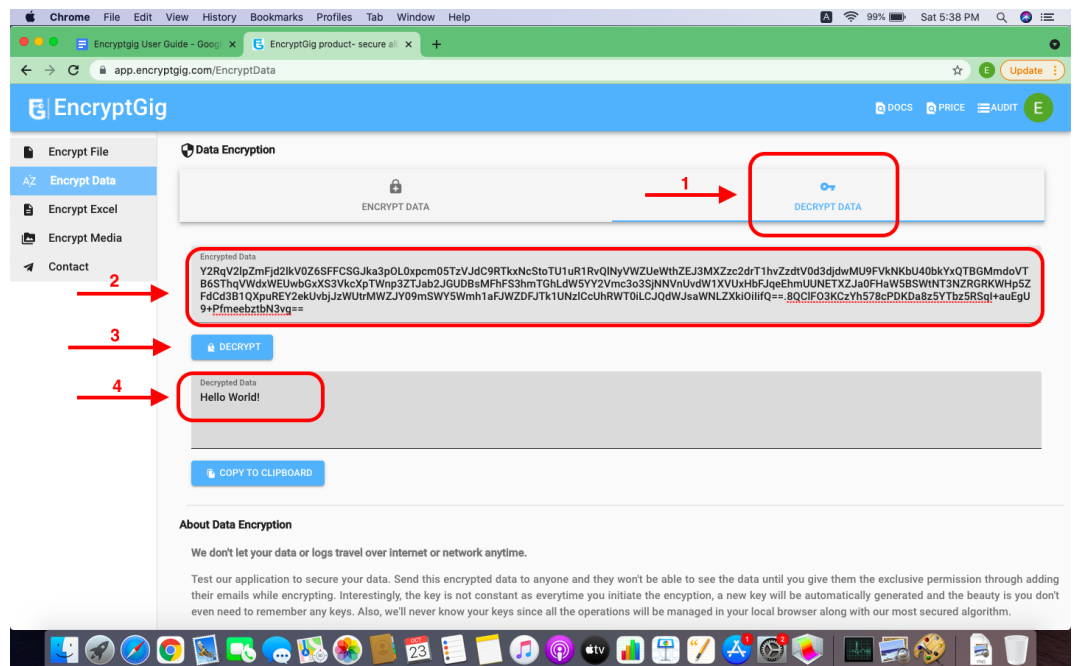 Chrome File Edit View History Bookmarks Profiles Tab Window Help
A 99% Sat 5:38 PM
Encryptgig User Guide - Googl
EncryptGig product- secure all
app.encryptgig.com/EncryptData
E Update
EncryptGig
DOCS PRICE AUDIT E
Encrypt File
AZ Encrypt Data
Encrypt Excel
Encrypt Media
Contact
Data Encryption
ENCRYPT DATA
1
DECRYPT DATA
2
Encrypted Data
3
DECRYPT
4
Decrypted Data
Hello World!
COPY TO CLIPBOARD
About Data Encryption
We don't let your data or logs travel over internet or network anytime.
Test our application to secure your data. Send this encrypted data to anyone and they won't be able to see the data until you give them the exclusive permission through adding
their emails while encrypting. Interestingly, the key is not constant as everytime you initiate the encyption, a new key will be automatically generated and the beauty is you don't
even need to remember any keys. Also, we'll never know your keys since all the operations will be managed in your local browser along with our most secured algorithm.
OCT
23
tv
1
2
PNG